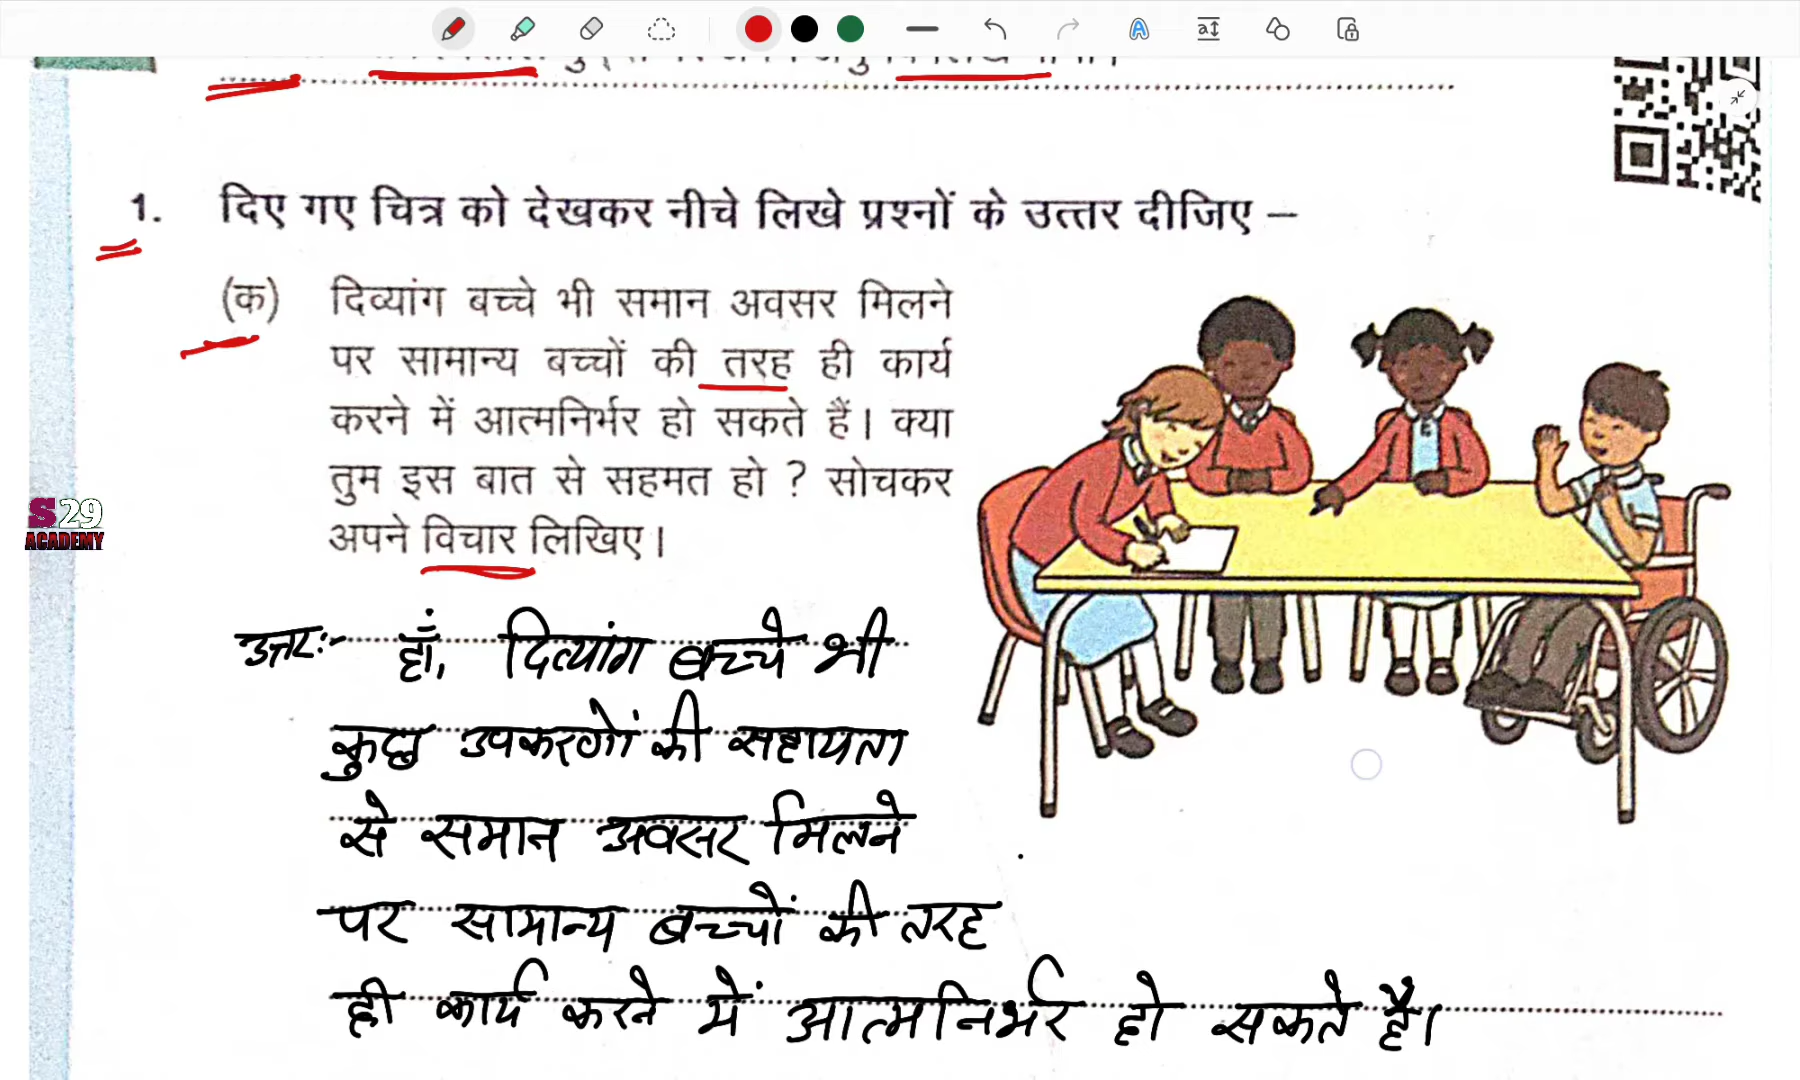 1. दिए गए चित्र को देखकर नीचे लिखे प्रश्नों के उत्तर दीजिए –
(क) दिव्यांग बच्चे भी समान अवसर मिलने
पर सामान्य बच्चों की तरह ही कार्य
करने में आत्मनिर्भर हो सकते हैं। क्या
तुम इस बात से सहमत हो ? सोचकर
अपने विचार लिखिए।
S29
ACADEMY
उत्तर:- हाँ, दिव्यांग बच्चे भी
कुछ उपकरणों की सहायता
से समान अवसर मिलने
पर सामान्य बच्चों की तरह
ही कार्य करने में आत्मनिर्भर हो सकते हैं।